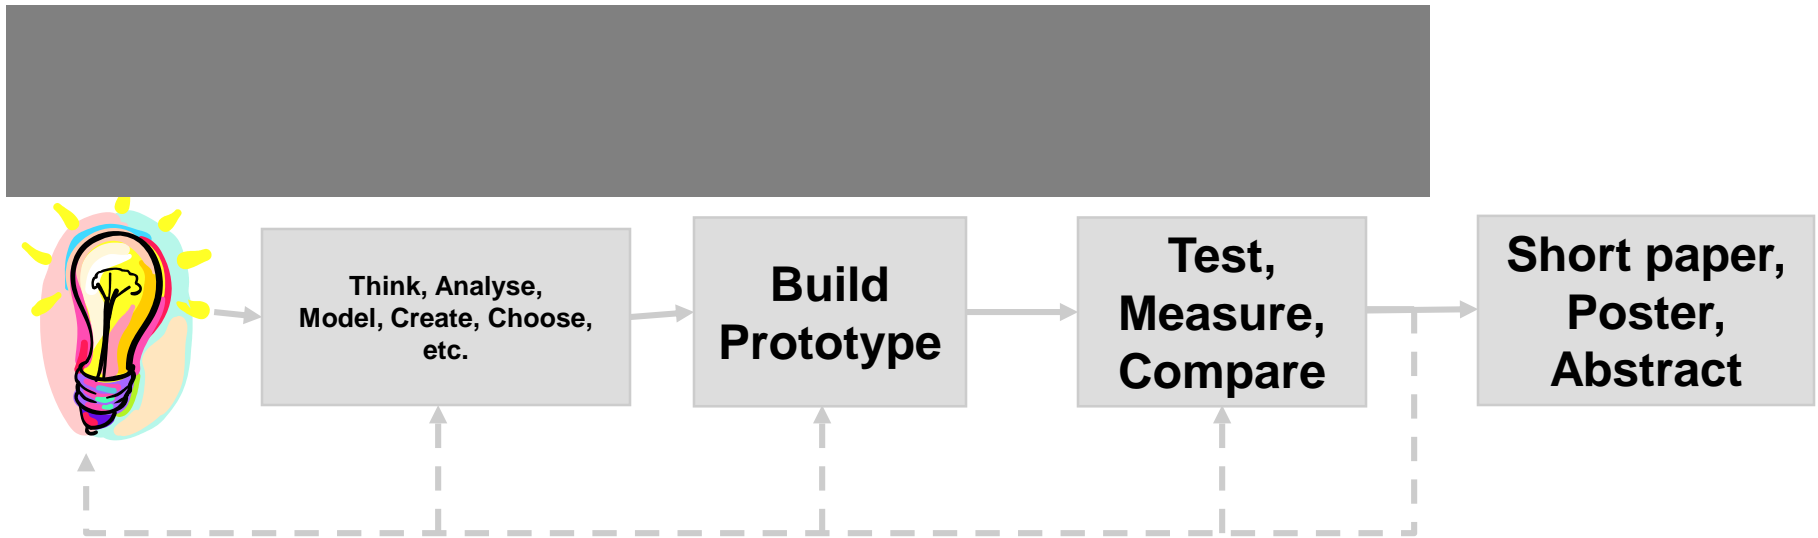 Think, Analyse,
Model, Create, Choose,
etc.
Build
Prototype
Test,
Measure,
Compare
Short paper,
Poster,
Abstract